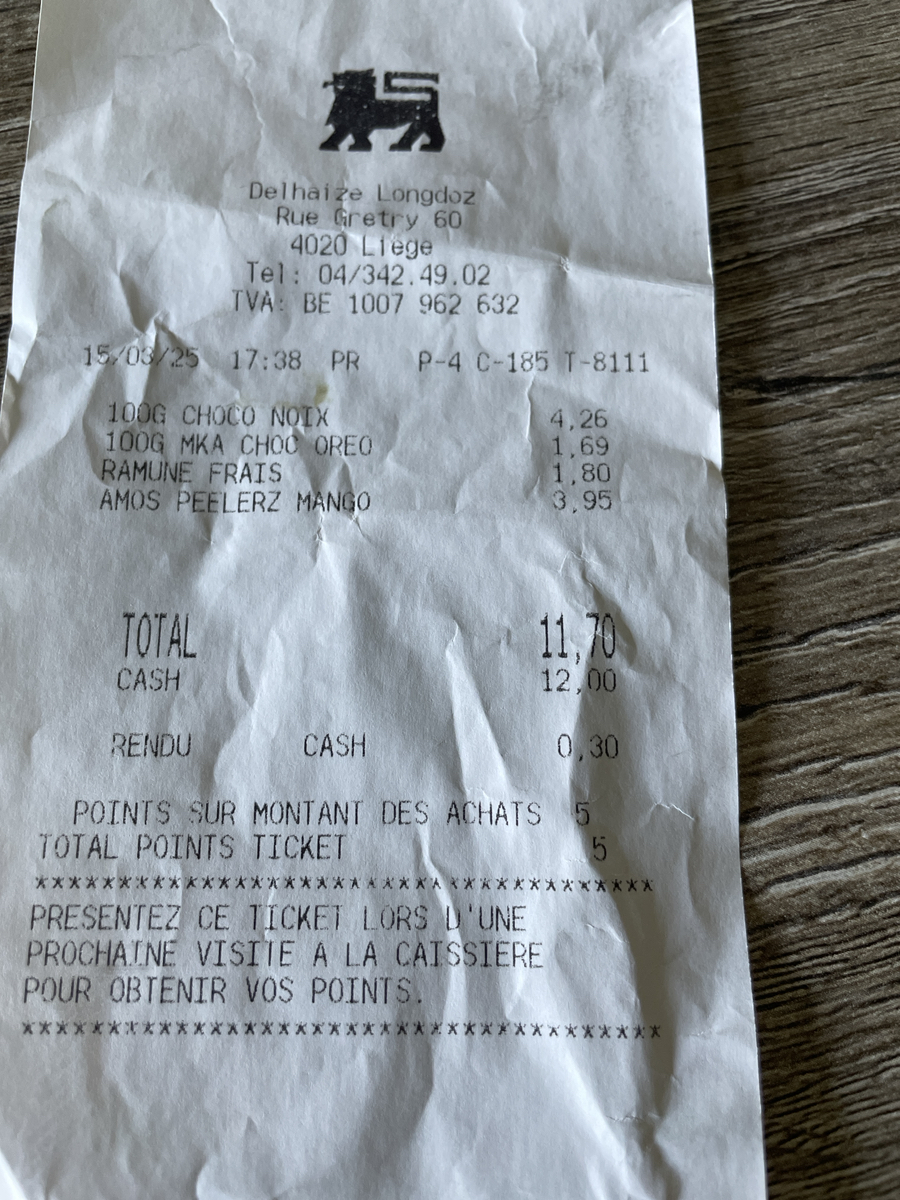 Delhaize Longdoz
Rue Gretry 60
4020 Liege
Tel: 04/342.49.02
TVA: BE 1007 962 632
15/03/25 17:38 PR P-4 C-185 T-8111
100G CHOCO NOIX 4,26
100G MKA CHOC OREO 1,69
RAMUNE FRAIS 1,80
AMOS PEELERZ MANGO 3,95
TOTAL 11,70
CASH 12,00
RENDU CASH 0,30
POINTS SUR MONTANT DES ACHATS 5
TOTAL POINTS TICKET 5
************************************
PRESENTEZ CE TICKET LORS D'UNE
PROCHAINE VISITE A LA CAISSIERE
POUR OBTENIR VOS POINTS.
************************************